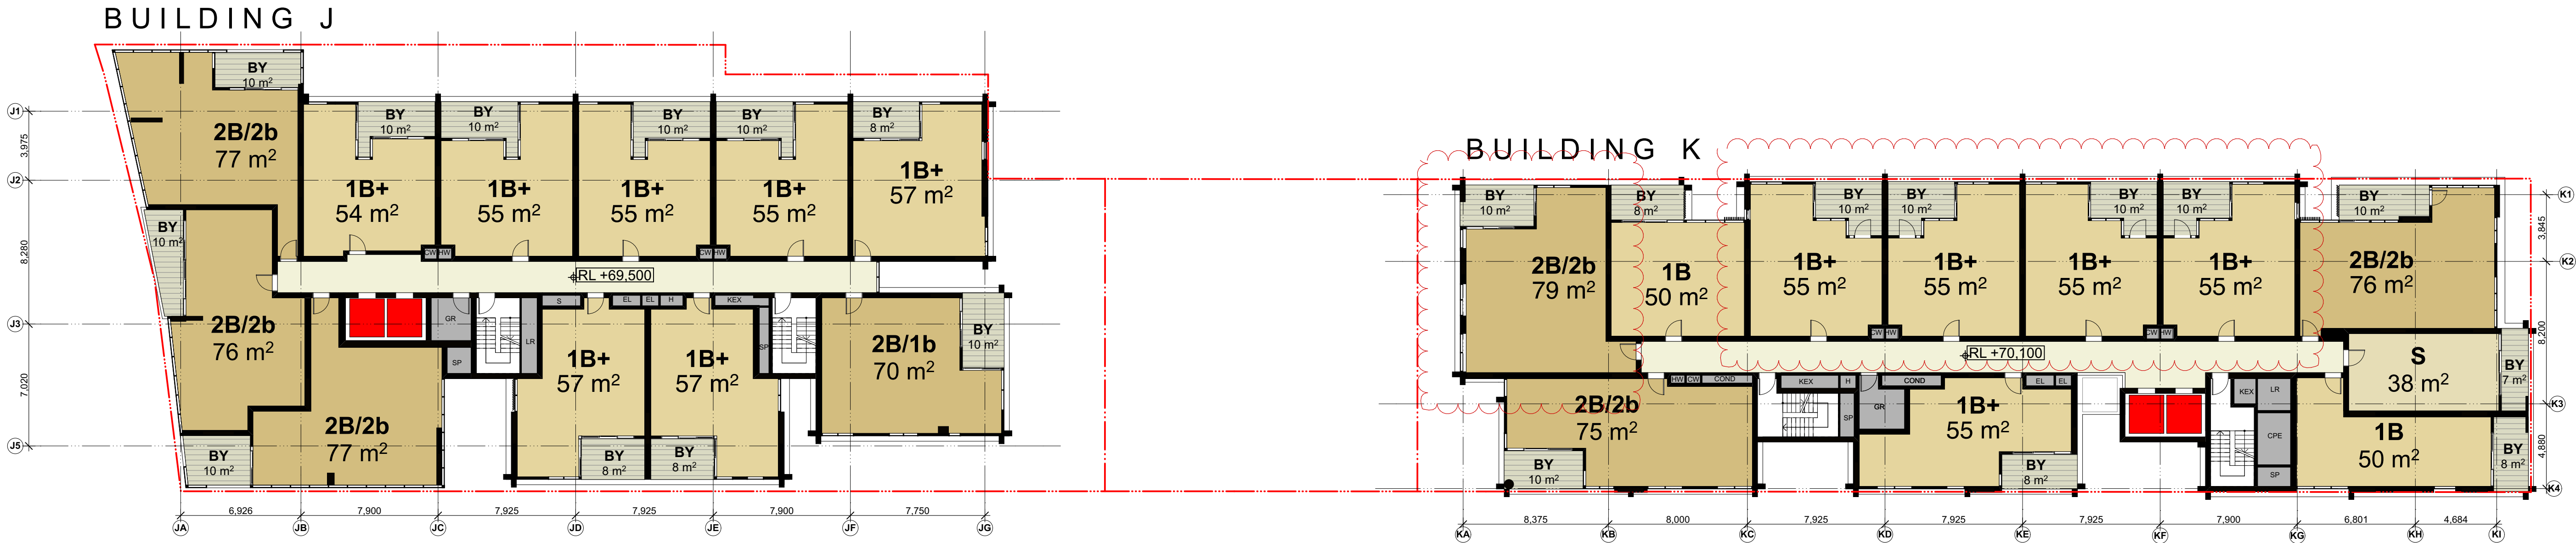 BUILDING J
BY
10 m²
2B/2b
77 m²
BY
10 m²
1B+
54 m²
BY
10 m²
1B+
55 m²
BY
10 m²
1B+
55 m²
BY
10 m²
1B+
55 m²
BY
8 m²
1B+
57 m²
CW HW
CW HW
RL +69,500
BY
10 m²
2B/2b
76 m²
BY
10 m²
2B/2b
77 m²
GR
SP
LR
S
EL
EL
H
KEX
SP
1B+
57 m²
BY
8 m²
1B+
57 m²
BY
8 m²
2B/1b
70 m²
BY
10 m²
J1
3,975
J2
8,280
J3
7,020
J5
6,926
7,900
7,925
7,925
7,900
7,750
JA
JB
JC
JD
JE
JF
JG
BUILDING K
BY
10 m²
2B/2b
79 m²
BY
8 m²
1B
50 m²
BY
10 m²
1B+
55 m²
BY
10 m²
1B+
55 m²
BY
10 m²
1B+
55 m²
BY
10 m²
1B+
55 m²
BY
10 m²
2B/2b
76 m²
CW HW
CW HW
RL +70,100
S
38 m²
BY
7 m²
HW CW COND
2B/2b
75 m²
BY
10 m²
KEX
H
SP
COND
GR
EL
EL
1B+
55 m²
BY
8 m²
KEX
LR
CPE
SP
1B
50 m²
BY
8 m²
K1
3,845
K2
8,200
K3
4,880
K4
8,375
8,000
7,925
7,925
7,925
7,900
6,801
4,684
KA
KB
KC
KD
KE
KF
KG
KH
KI